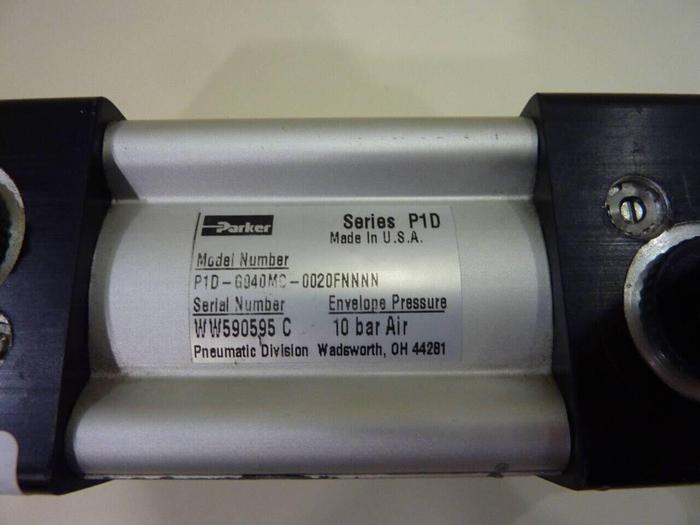 Parker
Series P1D
Made In U.S.A.
Model Number
P1D-G040MC-0020FNNNN
Serial Number Envelope Pressure
WW590595 C 10 bar Air
Pneumatic Division Wadsworth, OH 44281